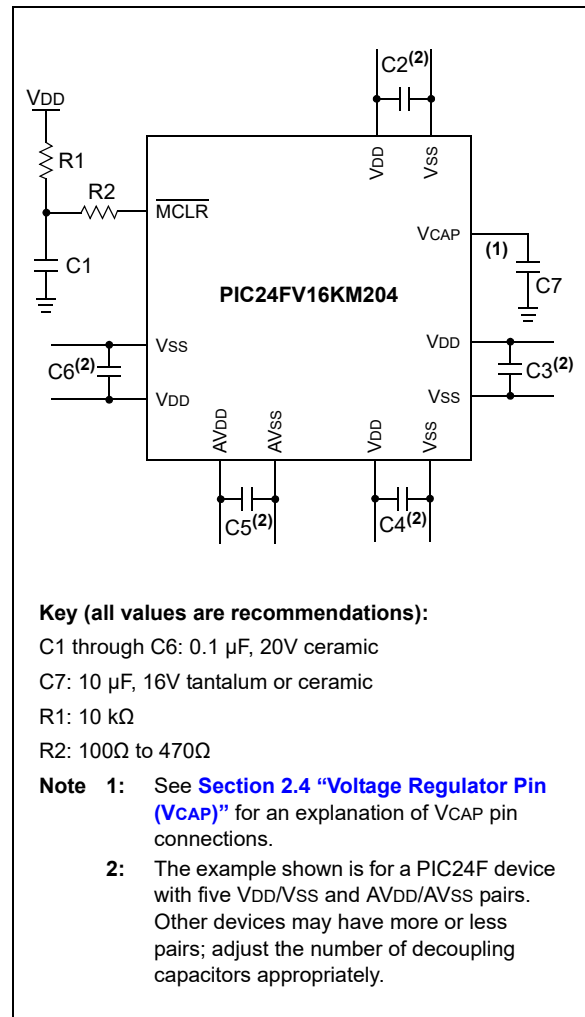 C2(2)
VDD
VDD
VSS
R1
R2
MCLR
VCAP
(1)
C1
C7
PIC24FV16KM204
VSS
VDD
C6(2)
C3(2)
VDD
VSS
AVDD
AVSS
VDD
VSS
C5(2)
C4(2)
Key (all values are recommendations):
C1 through C6: 0.1 µF, 20V ceramic
C7: 10 µF, 16V tantalum or ceramic
R1: 10 kΩ
R2: 100Ω to 470Ω
Note 1: See Section 2.4 “Voltage Regulator Pin
(VCAP)” for an explanation of VCAP pin
connections.
2: The example shown is for a PIC24F device
with five VDD/VSS and AVDD/AVSS pairs.
Other devices may have more or less
pairs; adjust the number of decoupling
capacitors appropriately.